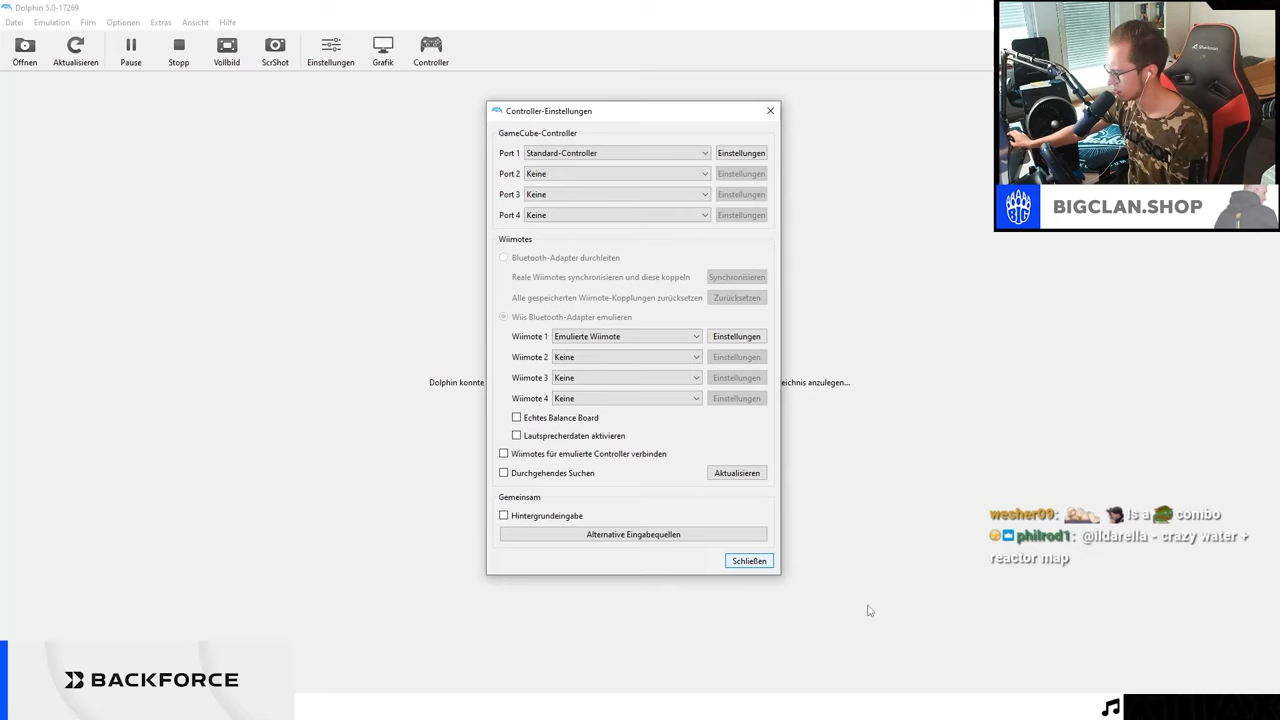 Dolphin 5.0-17269
Datei Emulation Film Optionen Extras Ansicht Hilfe
Öffnen Aktualisieren Pause Stopp Vollbild ScrShot Einstellungen Grafik Controller
Controller-Einstellungen
GameCube-Controller
Port 1 Standard-Controller Einstellungen
Port 2 Keine Einstellungen
Port 3 Keine Einstellungen
Port 4 Keine Einstellungen
BIG
BIGCLAN.SHOP
Wiimotes
Bluetooth-Adapter durchleiten
Reale Wiimotes synchronisieren und diese koppeln Synchronisieren
Alle gespeicherten Wiimote-Kopplungen zurücksetzen Zurücksetzen
Wiis Bluetooth-Adapter emulieren
Wiimote 1 Emulierte Wiimote Einstellungen
Wiimote 2 Keine Einstellungen
Wiimote 3 Keine Einstellungen
Dolphin konnte eichnis anzulegen...
Wiimote 4 Keine Einstellungen
Echtes Balance Board
Lautsprecherdaten aktivieren
Wiimotes für emulierte Controller verbinden
Durchgehendes Suchen Aktualisieren
Gemeinsam
Hintergrundeingabe
Alternative Eingabequellen
Schließen
wesher09: Is a combo
philrod1: @ildarella - crazy water +
reactor map
BACKFORCE